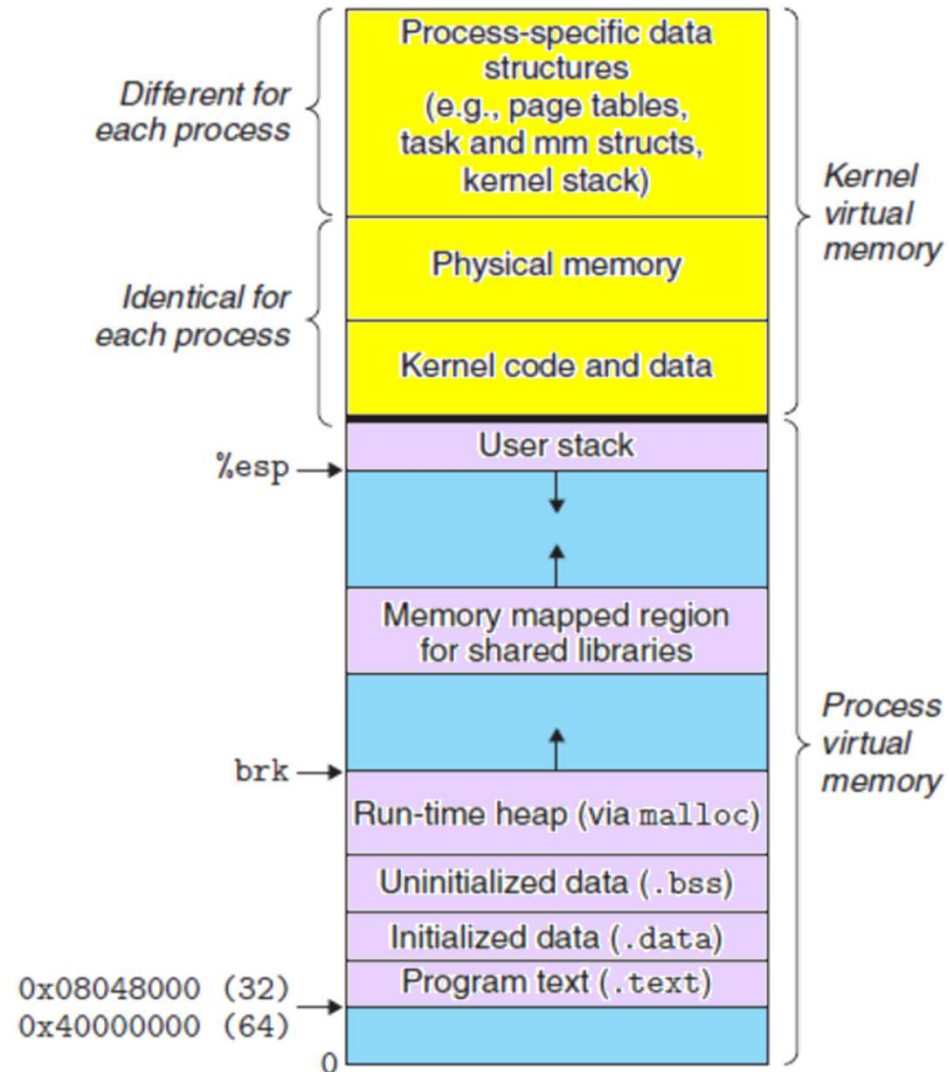 Process-specific data
structures
(e.g., page tables,
task and mm structs,
kernel stack)
Different for
each process
Kernel
virtual
memory
Physical memory
Identical for
each process
Kernel code and data
User stack
%esp
Memory mapped region
for shared libraries
Process
virtual
memory
brk
Run-time heap (via malloc)
Uninitialized data (.bss)
Initialized data (.data)
Program text (.text)
0x08048000 (32)
0x40000000 (64)
0